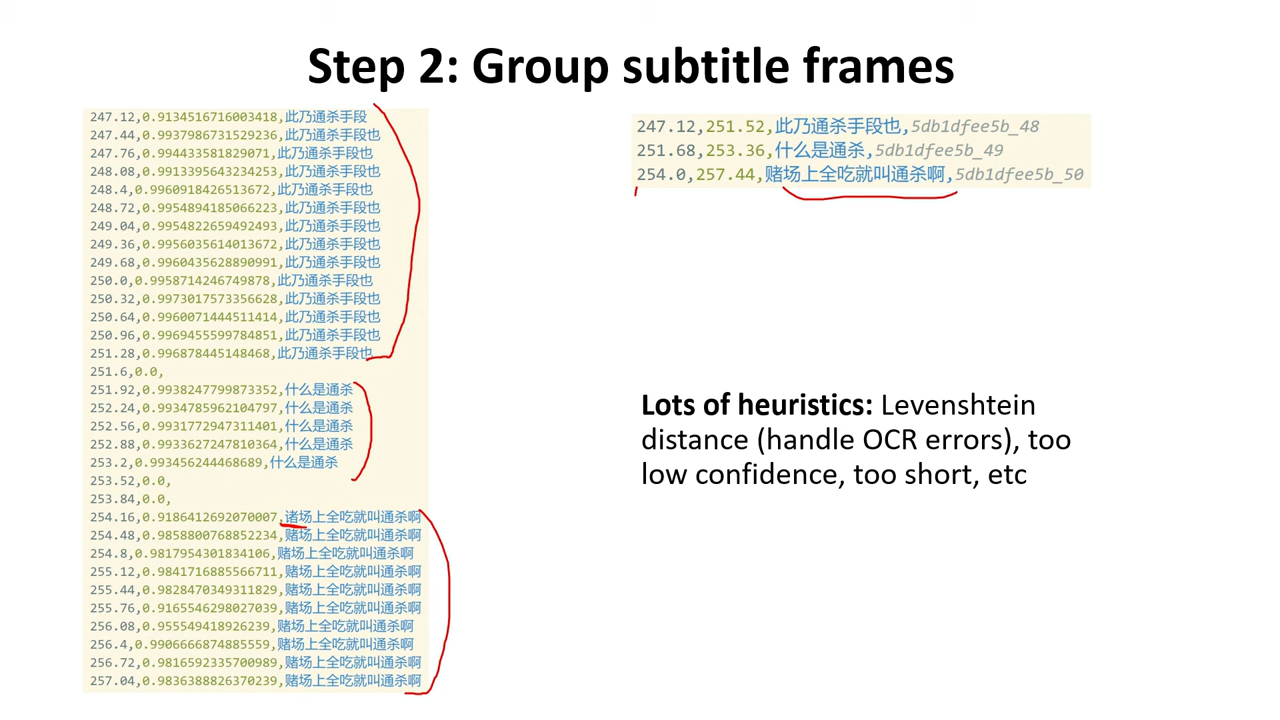 Step 2: Group subtitle frames
247.12,0.9134516716003418,此乃通杀手段
247.44,0.9937986731529236,此乃通杀手段也
247.76,0.994433581829071,此乃通杀手段也
248.08,0.9913395643234253,此乃通杀手段也
248.4,0.9960918426513672,此乃通杀手段也
248.72,0.9954894185066223,此乃通杀手段也
249.04,0.9954822659492493,此乃通杀手段也
249.36,0.9956035614013672,此乃通杀手段也
249.68,0.9960435628890991,此乃通杀手段也
250.0,0.9958714246749878,此乃通杀手段也
250.32,0.9973017573356628,此乃通杀手段也
250.64,0.9960071444511414,此乃通杀手段也
250.96,0.9969455599784851,此乃通杀手段也
251.28,0.996878445148468,此乃通杀手段也
251.6,0.0,
251.92,0.9938247799873352,什么是通杀
252.24,0.9934785962104797,什么是通杀
252.56,0.9931772947311401,什么是通杀
252.88,0.9933627247810364,什么是通杀
253.2,0.993456244468689,什么是通杀
253.52,0.0,
253.84,0.0,
254.16,0.9186412692070007,诸场上全吃就叫通杀啊
254.48,0.9858800768852234,赌场上全吃就叫通杀啊
254.8,0.9817954301834106,赌场上全吃就叫通杀啊
255.12,0.9841716885566711,赌场上全吃就叫通杀啊
255.44,0.9828470349311829,赌场上全吃就叫通杀啊
255.76,0.9165546298027039,赌场上全吃就叫通杀啊
256.08,0.955549418926239,赌场上全吃就叫通杀啊
256.4,0.9906666874885559,赌场上全吃就叫通杀啊
256.72,0.9816592335700989,赌场上全吃就叫通杀啊
257.04,0.9836388826370239,赌场上全吃就叫通杀啊
247.12,251.52,此乃通杀手段也,5db1dfee5b_48
251.68,253.36,什么是通杀,5db1dfee5b_49
254.0,257.44,赌场上全吃就叫通杀啊,5db1dfee5b_50
Lots of heuristics: Levenshtein
distance (handle OCR errors), too
low confidence, too short, etc